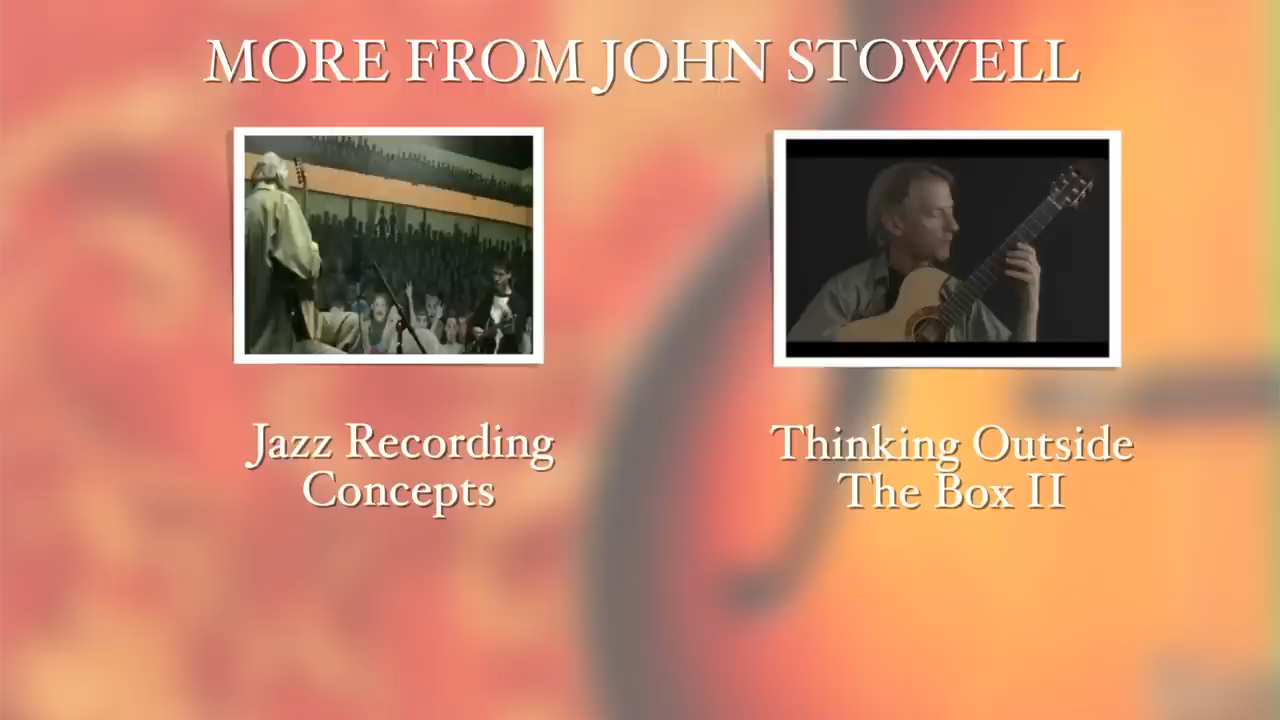 MORE FROM JOHN STOWELL
Jazz Recording
Concepts
Thinking Outside
The Box II